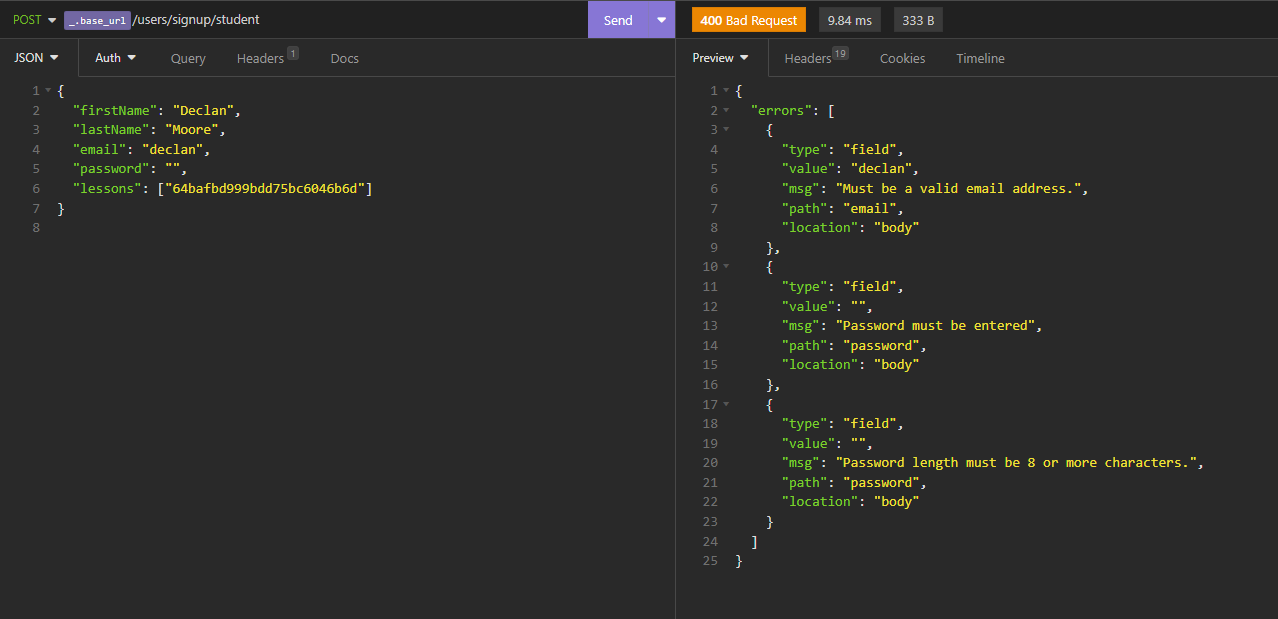 POST _.base_url /users/signup/student Send 400 Bad Request 9.84 ms 333 B
JSON Auth Query Headers 1 Docs
1 {
2 "firstName": "Declan",
3 "lastName": "Moore",
4 "email": "declan",
5 "password": "",
6 "lessons": ["64bafbd999bdd75bc6046b6d"]
7 }
8
Preview Headers 19 Cookies Timeline
1 {
2 "errors": [
3 {
4 "type": "field",
5 "value": "declan",
6 "msg": "Must be a valid email address.",
7 "path": "email",
8 "location": "body"
9 },
10 {
11 "type": "field",
12 "value": "",
13 "msg": "Password must be entered",
14 "path": "password",
15 "location": "body"
16 },
17 {
18 "type": "field",
19 "value": "",
20 "msg": "Password length must be 8 or more characters.",
21 "path": "password",
22 "location": "body"
23 }
24 ]
25 }